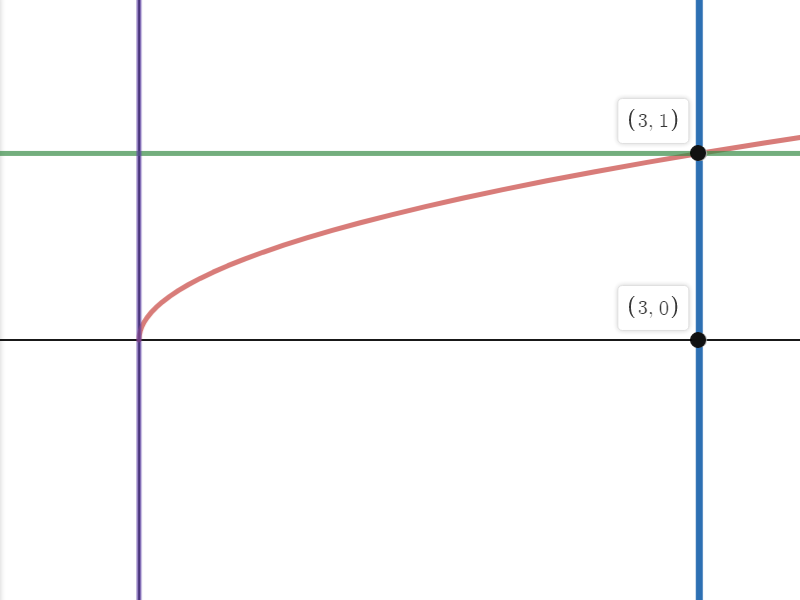 (3, 1)
(3, 0)